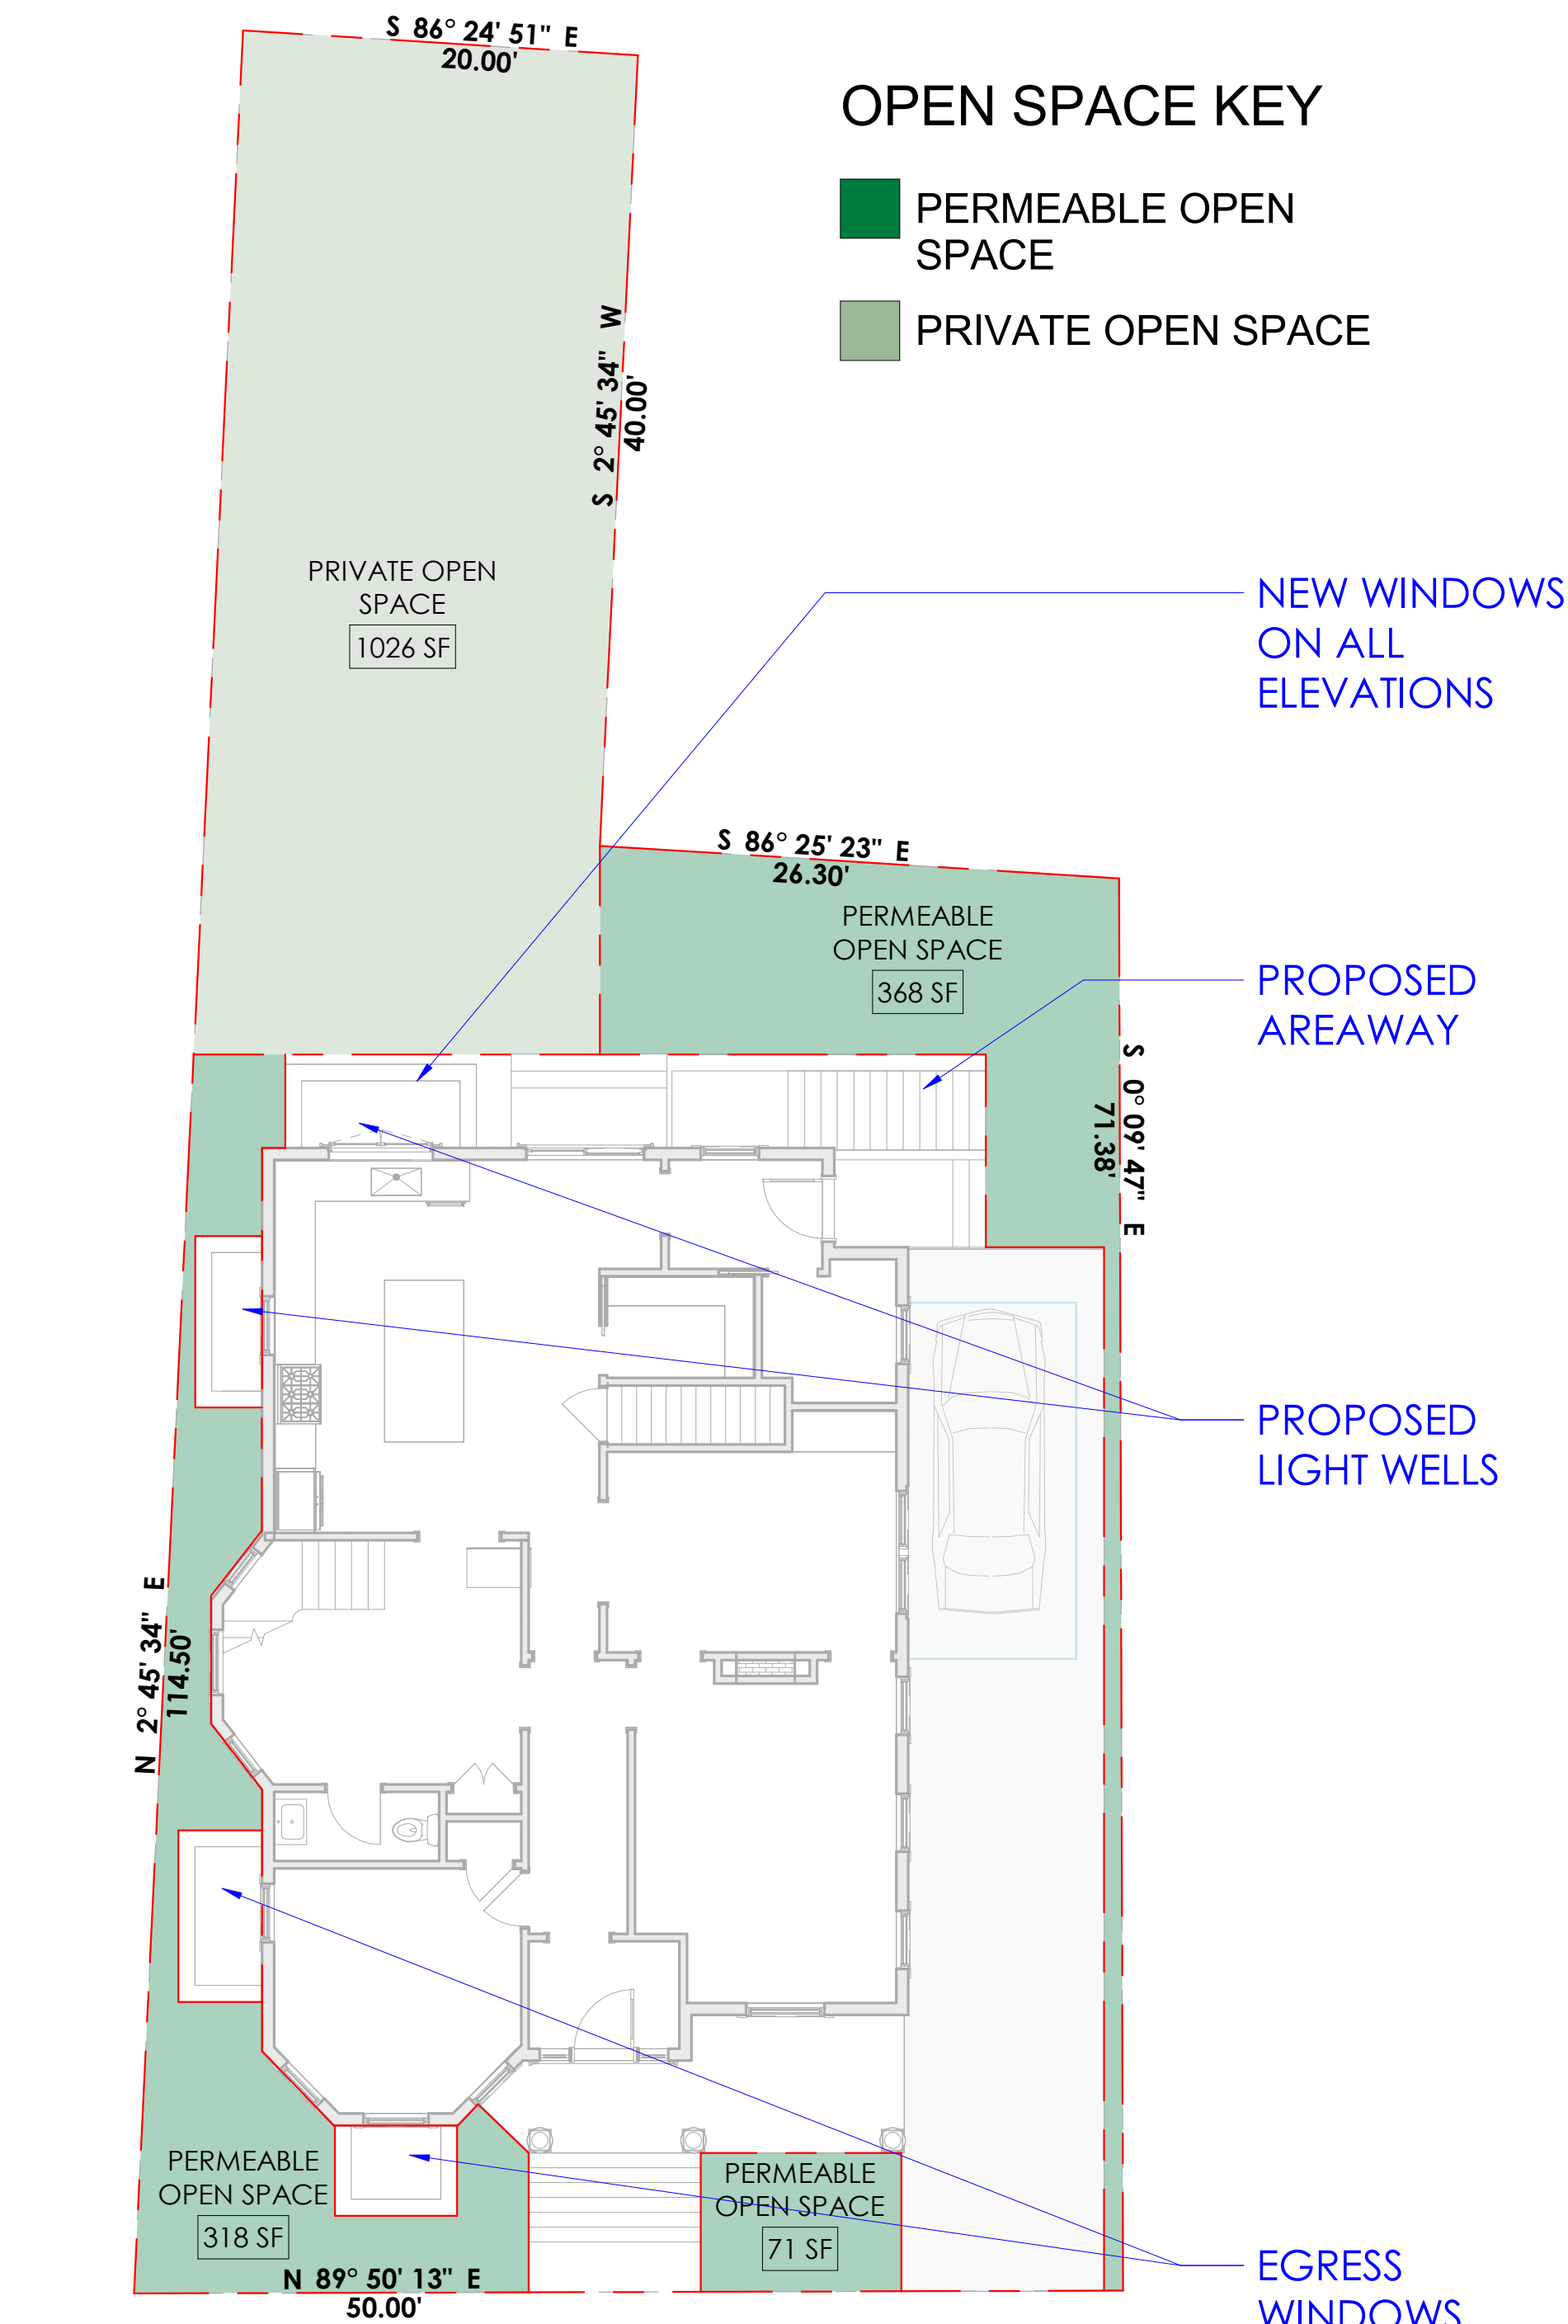 S 86° 24' 51" E
20.00'
OPEN SPACE KEY
PERMEABLE OPEN
SPACE
PRIVATE OPEN SPACE
S 2° 45' 34" W
40.00'
PRIVATE OPEN
SPACE
1026 SF
NEW WINDOWS
ON ALL
ELEVATIONS
S 86° 25' 23" E
26.30'
PERMEABLE
OPEN SPACE
368 SF
PROPOSED
AREAWAY
S 0° 09' 47" E
71.38'
PROPOSED
LIGHT WELLS
N 2° 45' 34" E
114.50'
PERMEABLE
OPEN SPACE
318 SF
PERMEABLE
OPEN SPACE
71 SF
EGRESS
WINDOWS
N 89° 50' 13" E
50.00'